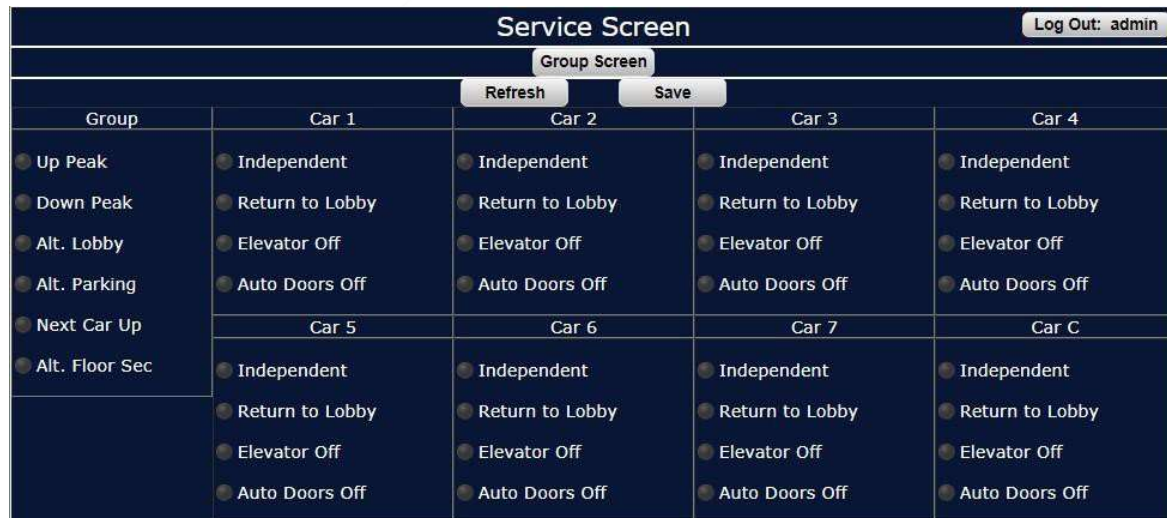 Service Screen
Log Out: admin
Group Screen
Refresh Save
Group Car 1 Car 2 Car 3 Car 4
Up Peak Independent Independent Independent Independent
Down Peak Return to Lobby Return to Lobby Return to Lobby Return to Lobby
Alt. Lobby Elevator Off Elevator Off Elevator Off Elevator Off
Alt. Parking Auto Doors Off Auto Doors Off Auto Doors Off Auto Doors Off
Next Car Up Car 5 Car 6 Car 7 Car C
Alt. Floor Sec Independent Independent Independent Independent
Return to Lobby Return to Lobby Return to Lobby Return to Lobby
Elevator Off Elevator Off Elevator Off Elevator Off
Auto Doors Off Auto Doors Off Auto Doors Off Auto Doors Off